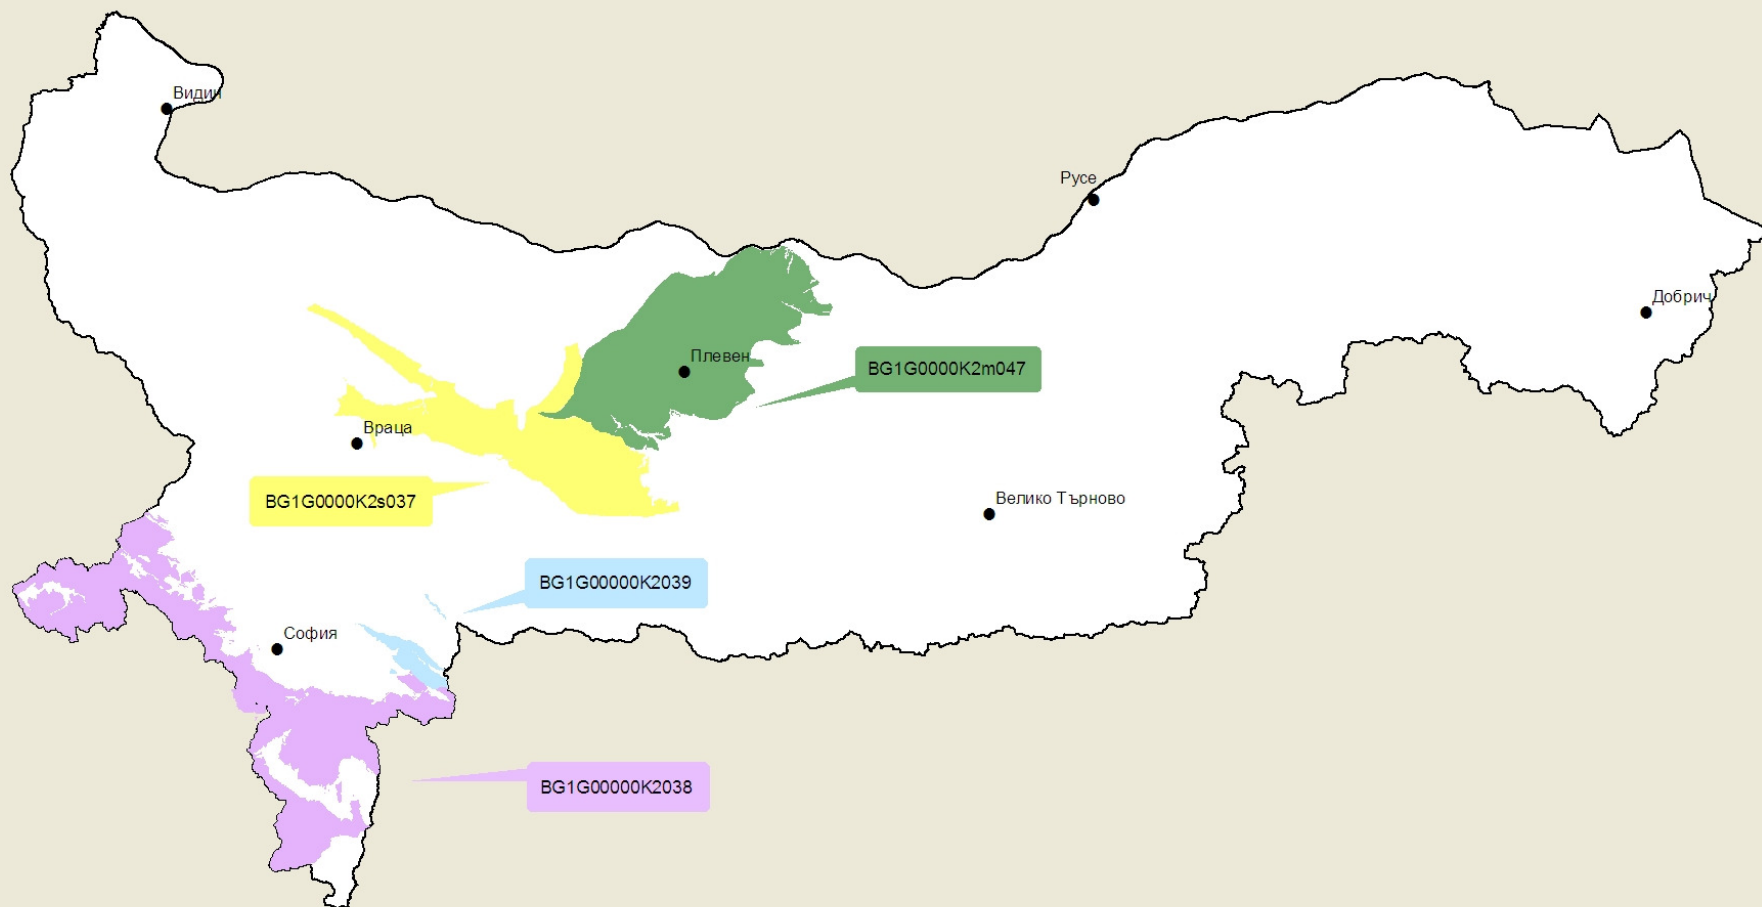 Видин
Русе
Добрич
Плевен
BG1G0000K2m047
Враца
BG1G0000K2s037
Велико Търново
BG1G00000K2039
София
BG1G00000K2038